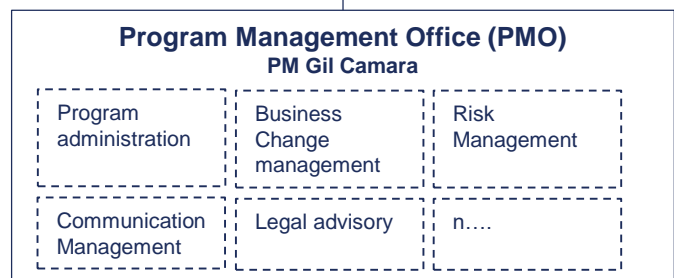 Program Management Office (PMO)
PM Gil Camara
Program
administration
Business
Change
management
Risk
Management
Communication
Management
Legal advisory
n….